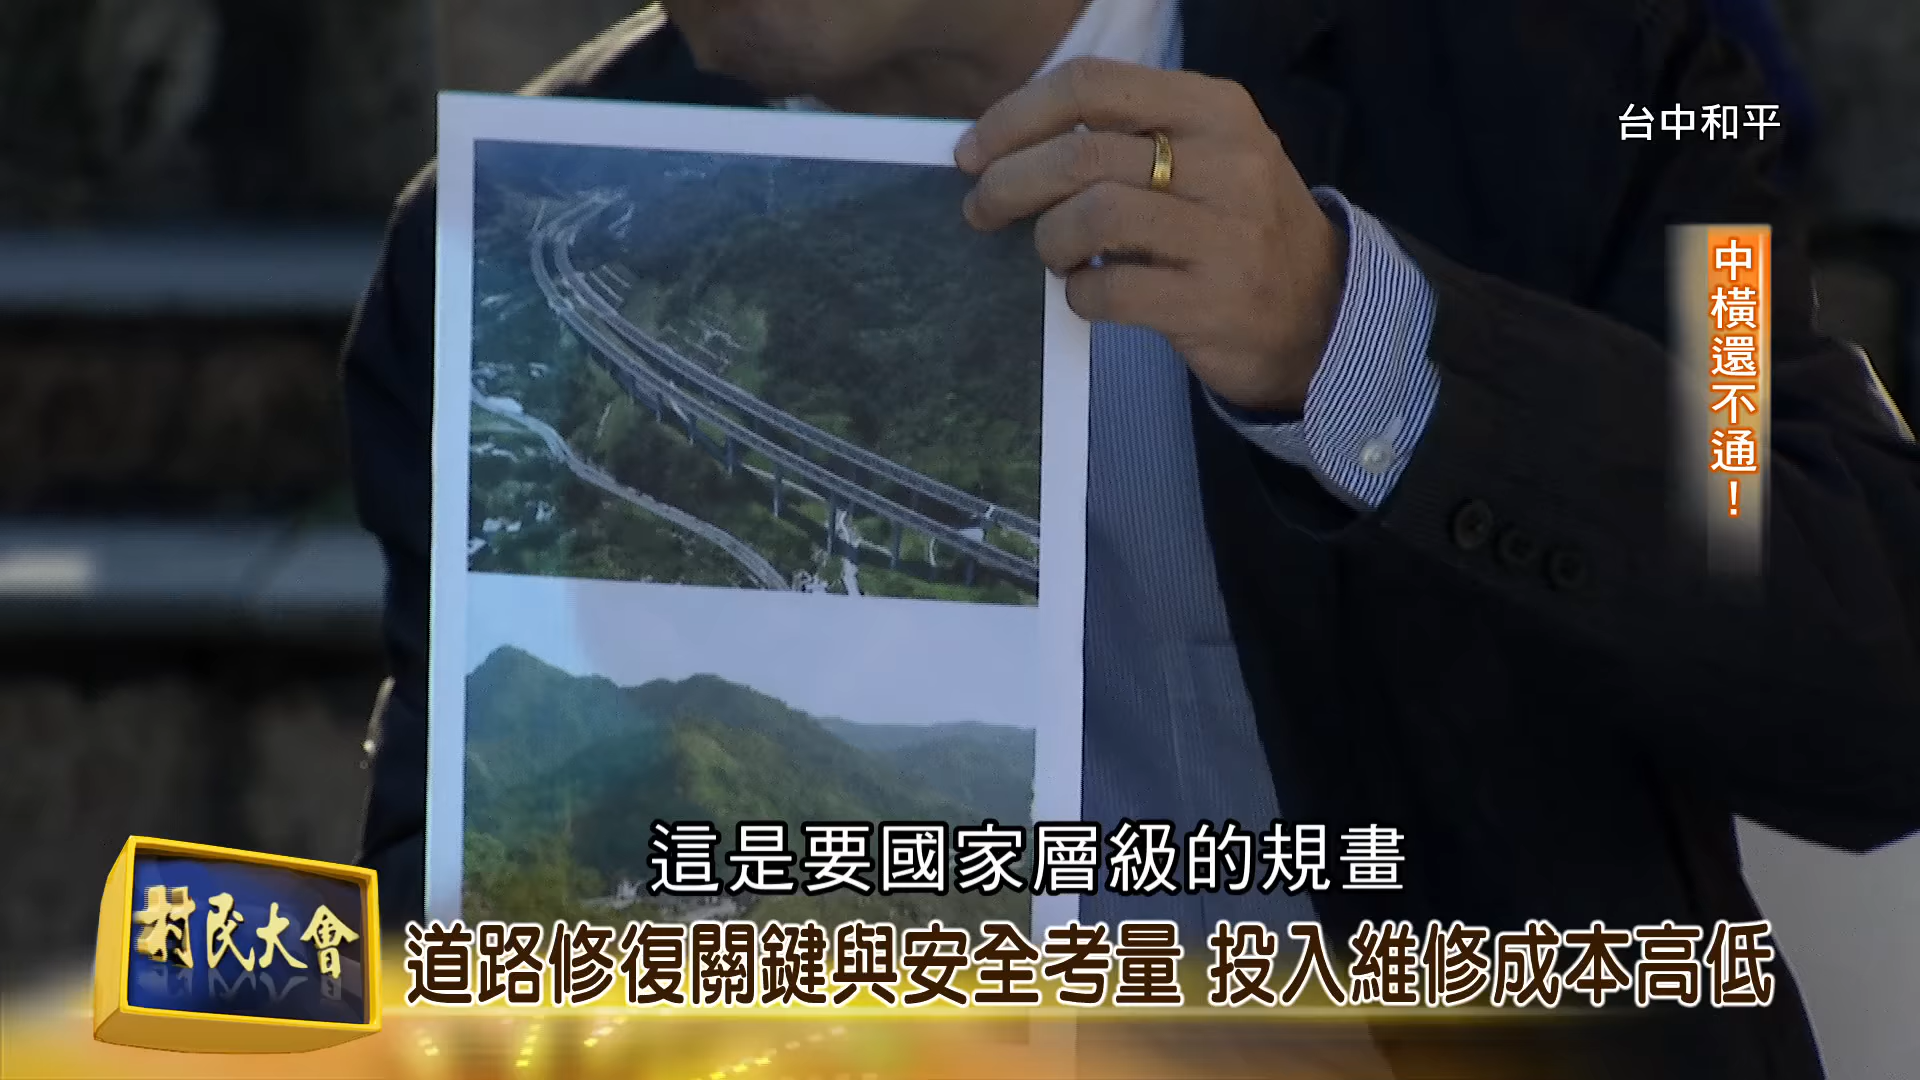 台中和平
中橫還不通！
這是要國家層級的規畫
村民大會
道路修復關鍵與安全考量 投入維修成本高低